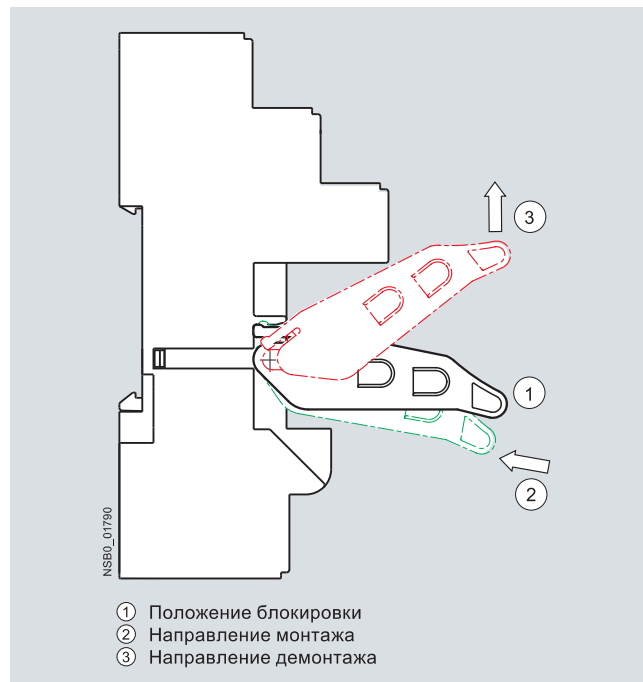 3
1
2
NSB0_01790
1 Положение блокировки
2 Направление монтажа
3 Направление демонтажа